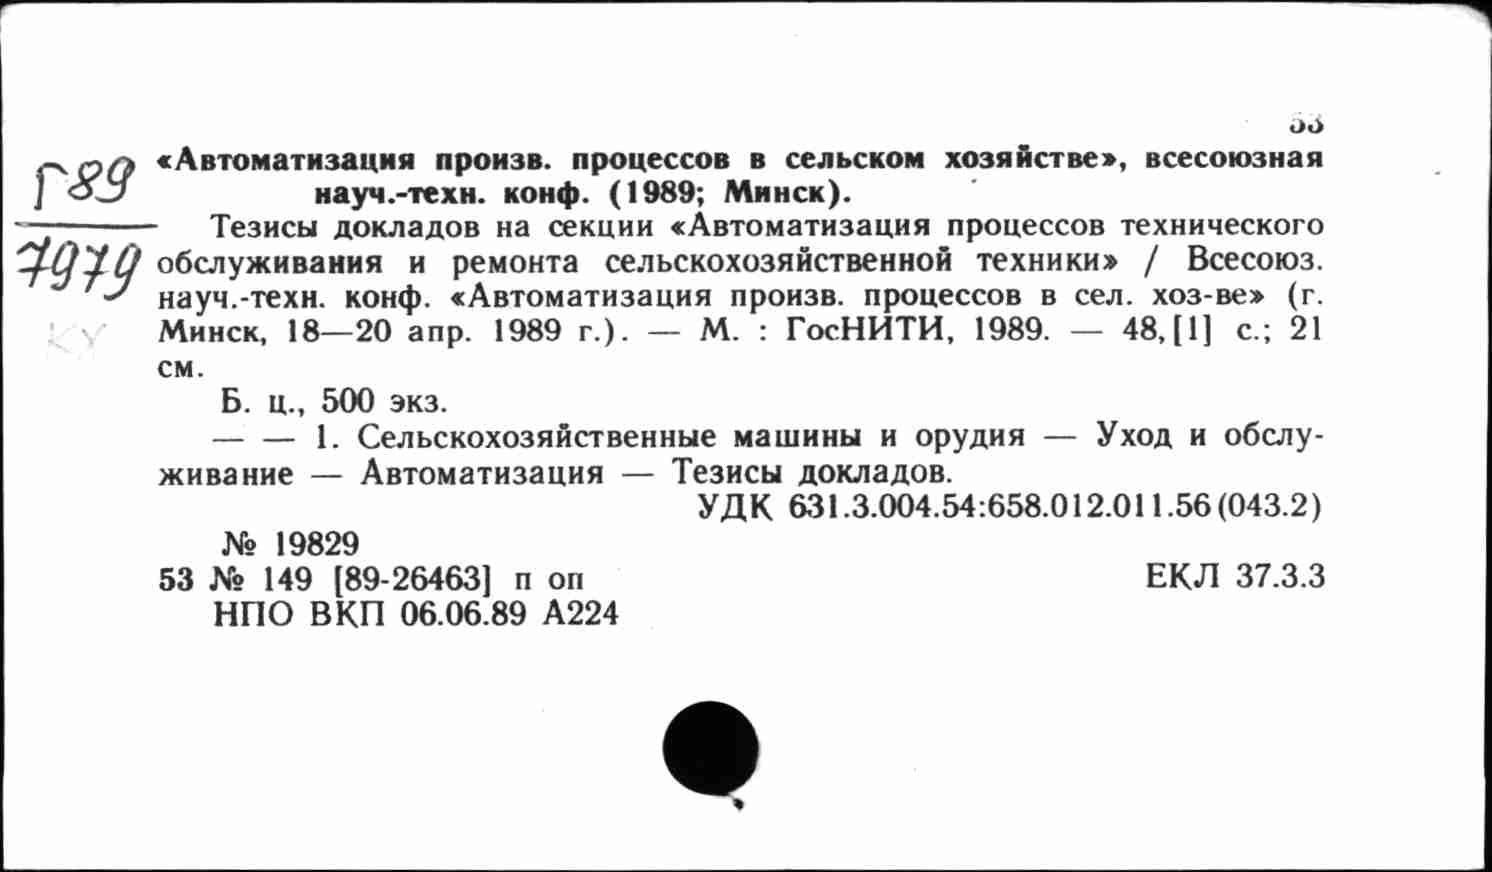 53
Г89
7979
КУ
«Автоматизация произв. процессов в сельском хозяйстве», всесоюзная
науч.-техн. конф. (1989; Минск).
Тезисы докладов на секции «Автоматизация процессов технического
обслуживания и ремонта сельскохозяйственной техники» / Всесоюз.
науч.-техн. конф. «Автоматизация произв. процессов в сел. хоз-ве» (г.
Минск, 18—20 апр. 1989 г.). — М. : ГосНИТИ, 1989. — 48,[1] с.; 21
см.
Б. ц., 500 экз.
— — 1. Сельскохозяйственные машины и орудия — Уход и обслу-
живание — Автоматизация — Тезисы докладов.
УДК 631.3.004.54:658.012.011.56(043.2)
№ 19829
53 № 149 [89-26463] п оп ЕКЛ 37.3.3
НПО ВКП 06.06.89 А224